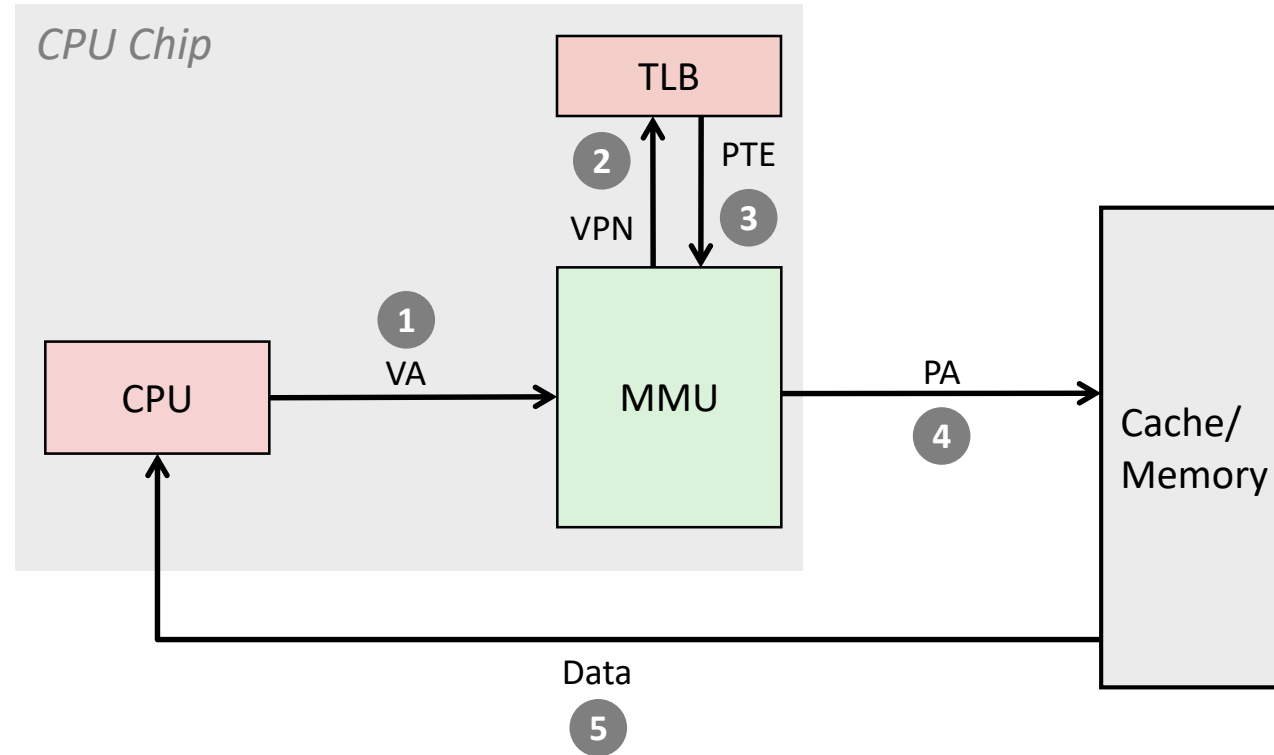 CPU Chip
TLB
2
PTE
VPN
3
1
VA
CPU
MMU
PA
4
Cache/
Memory
Data
5